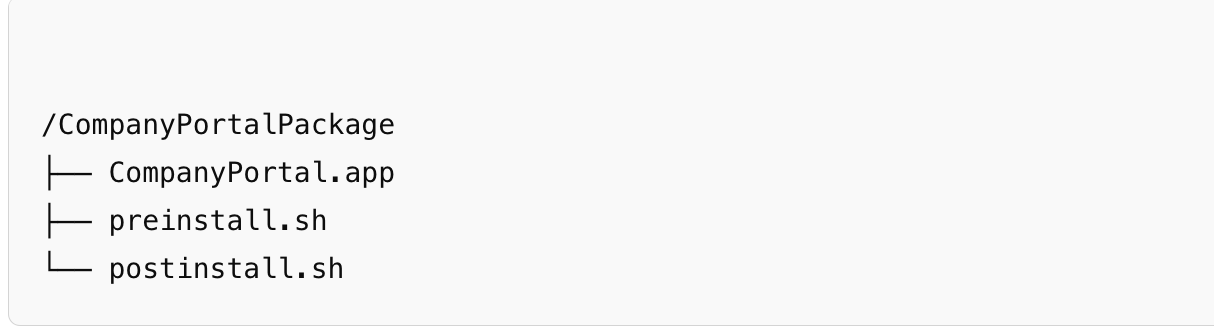 /CompanyPortalPackage
├── CompanyPortal.app
├── preinstall.sh
└── postinstall.sh